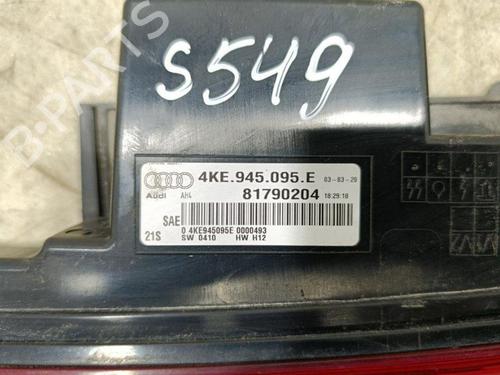 S549
B-PARTS
4KE.945.095.E 03-03-20
Audi AH4 81790204 18:29:18
SAE 0 4KE945095E 0000493
21S SW 0410 HW H12